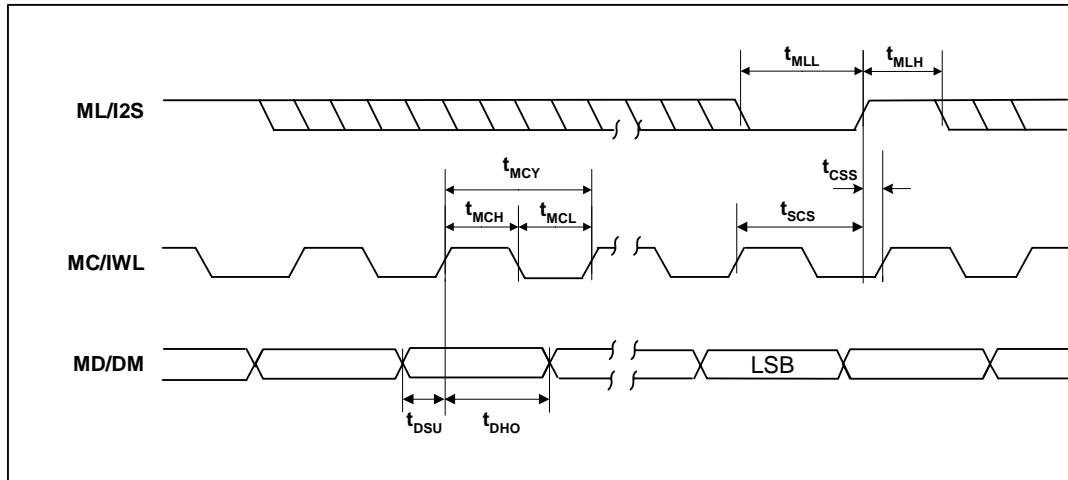 tMLL
tMLH
ML/I2S
tMCY
tCSS
tMCH
tMCL
tSCS
MC/IWL
MD/DM
LSB
tDSU
tDHO